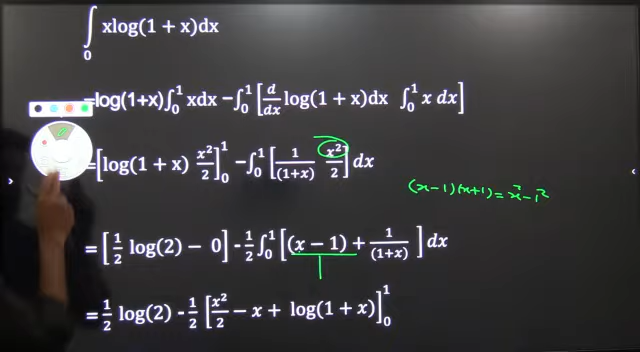 ∫₀ xlog(1 + x)dx
=log(1+x)∫₀¹ xdx −∫₀¹ [d/dx log(1 + x)dx ∫₀¹ x dx]
=[log(1 + x) x²/2]₀¹ −∫₀¹ [1/(1+x) x²/2] dx
(x−1)(x+1) = x²−1²
= [1/2 log(2) − 0] -1/2 ∫₀¹ [(x − 1) + 1/(1+x)] dx
= 1/2 log(2) -1/2 [x²/2 − x + log(1 + x)]₀¹